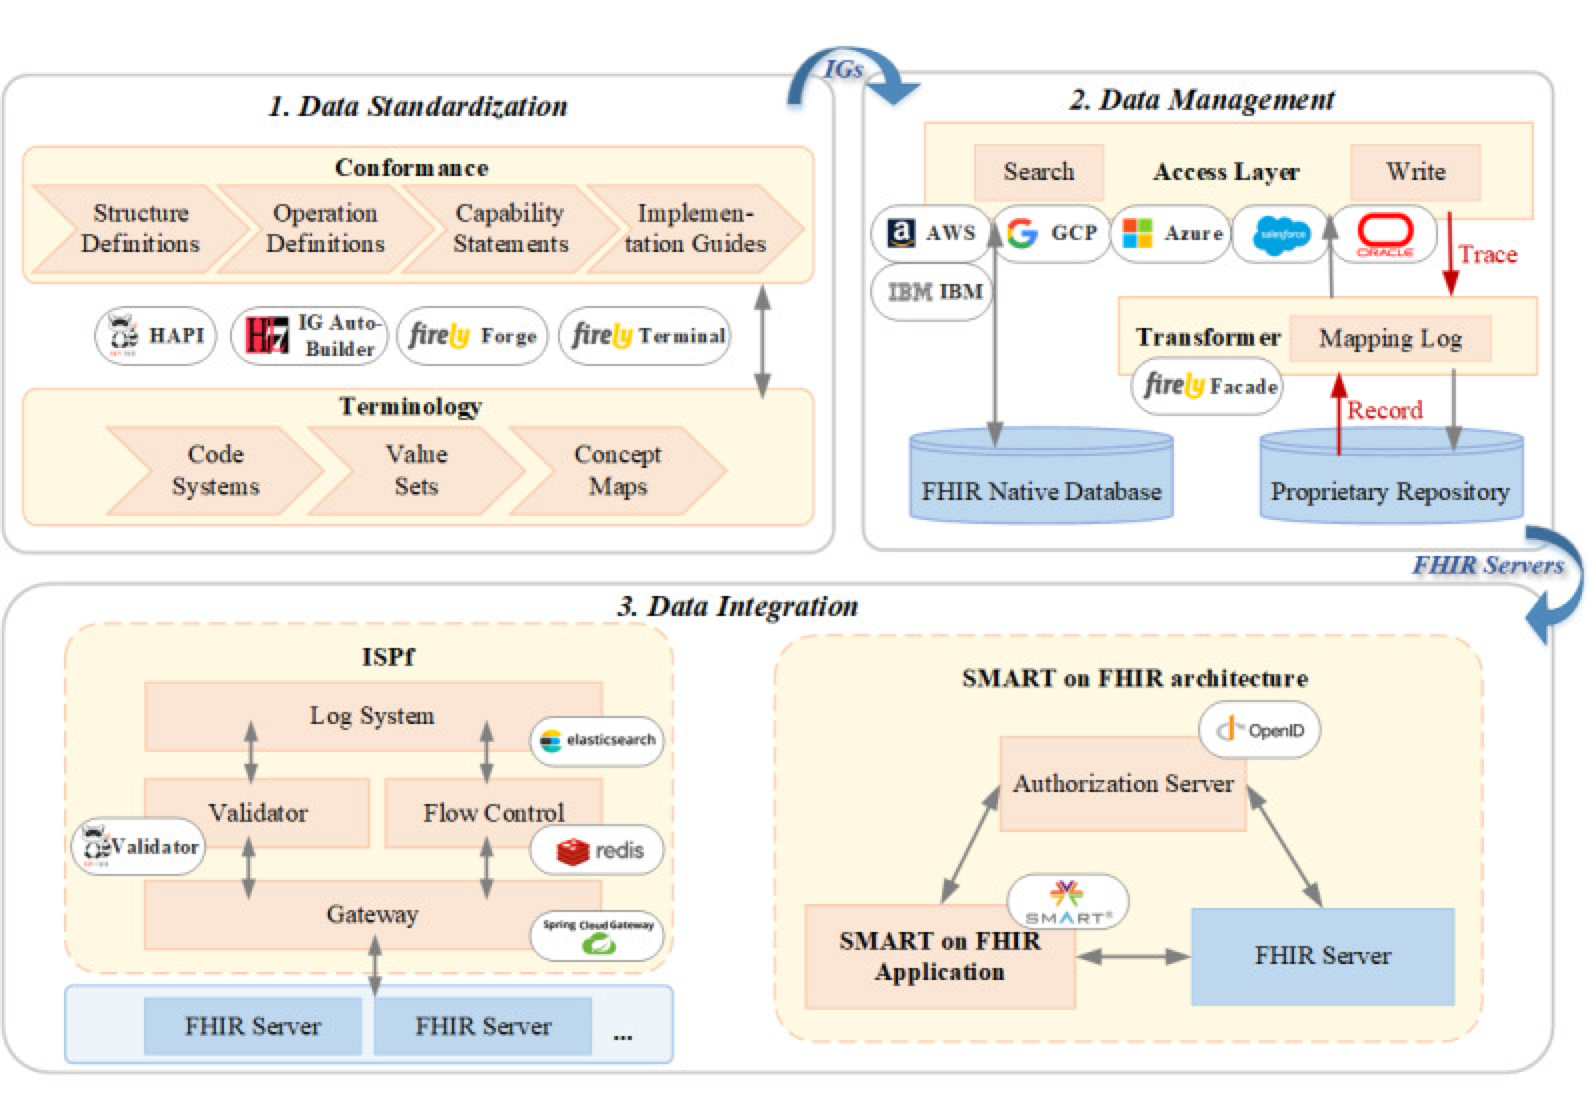 IGs
1. Data Standardization
Conformance
Structure
Definitions
Operation
Definitions
Capability
Statements
Implemen-
tation Guides
HAPI
IG Auto-
Builder
firely Forge
firely Terminal
Terminology
Code
Systems
Value
Sets
Concept
Maps
2. Data Management
Search
Access Layer
Write
AWS
GCP
Azure
salesforce
ORACLE
IBM IBM
Trace
Transformer
Mapping Log
firely Facade
Record
FHIR Native Database
Proprietary Repository
FHIR Servers
3. Data Integration
ISPf
Log System
elasticsearch
Validator
Flow Control
Validator
redis
Gateway
Spring Cloud Gateway
FHIR Server
FHIR Server
...
SMART on FHIR architecture
OpenID
Authorization Server
SMART®
SMART on FHIR
Application
FHIR Server